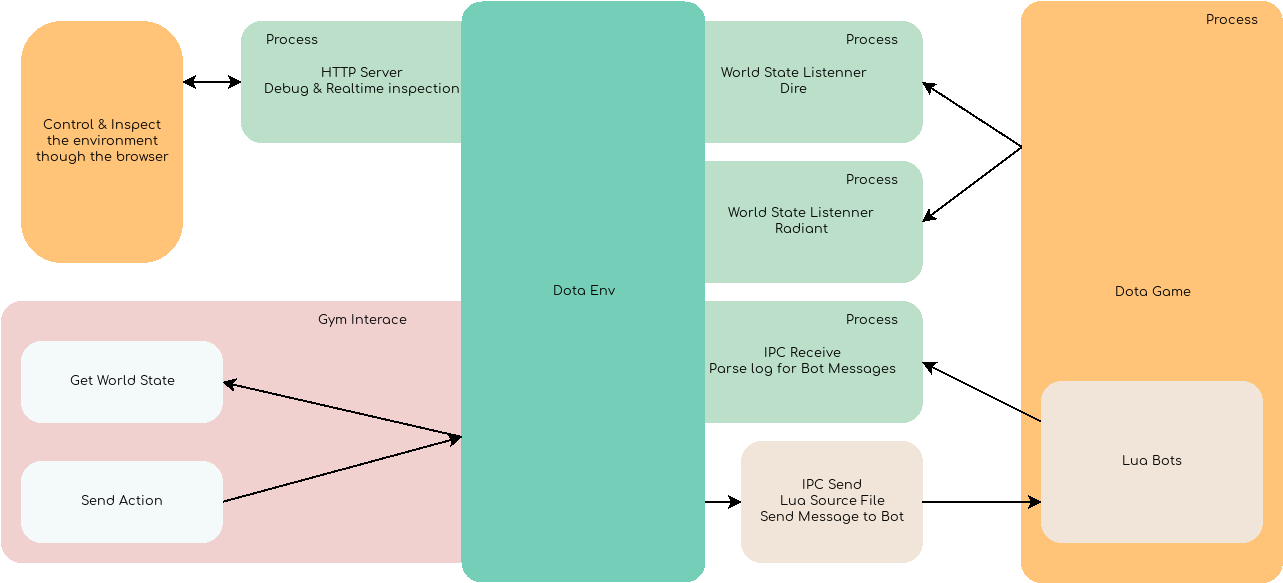 Process
HTTP Server
Debug & Realtime inspection
Control & Inspect
the environment
though the browser
Process
World State Listenner
Dire
Process
World State Listenner
Radiant
Process
Dota Env
Dota Game
Gym Interace
Get World State
Send Action
Process
IPC Receive
Parse log for Bot Messages
IPC Send
Lua Source File
Send Message to Bot
Lua Bots